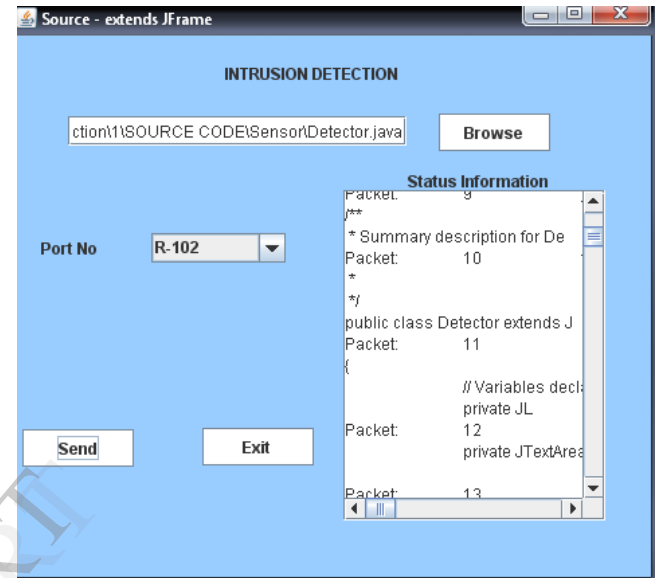 Source - extends JFrame
INTRUSION DETECTION
ction\1\SOURCE CODE\Sensor\Detector.java
Browse
Status Information
Packet: 9
/**
* Summary description for De
Packet: 10
*
*/
public class Detector extends J
Packet: 11
{
// Variables decla
private JL
Packet: 12
private JTextArea
Packet: 13
Port No
R-102
Send
Exit